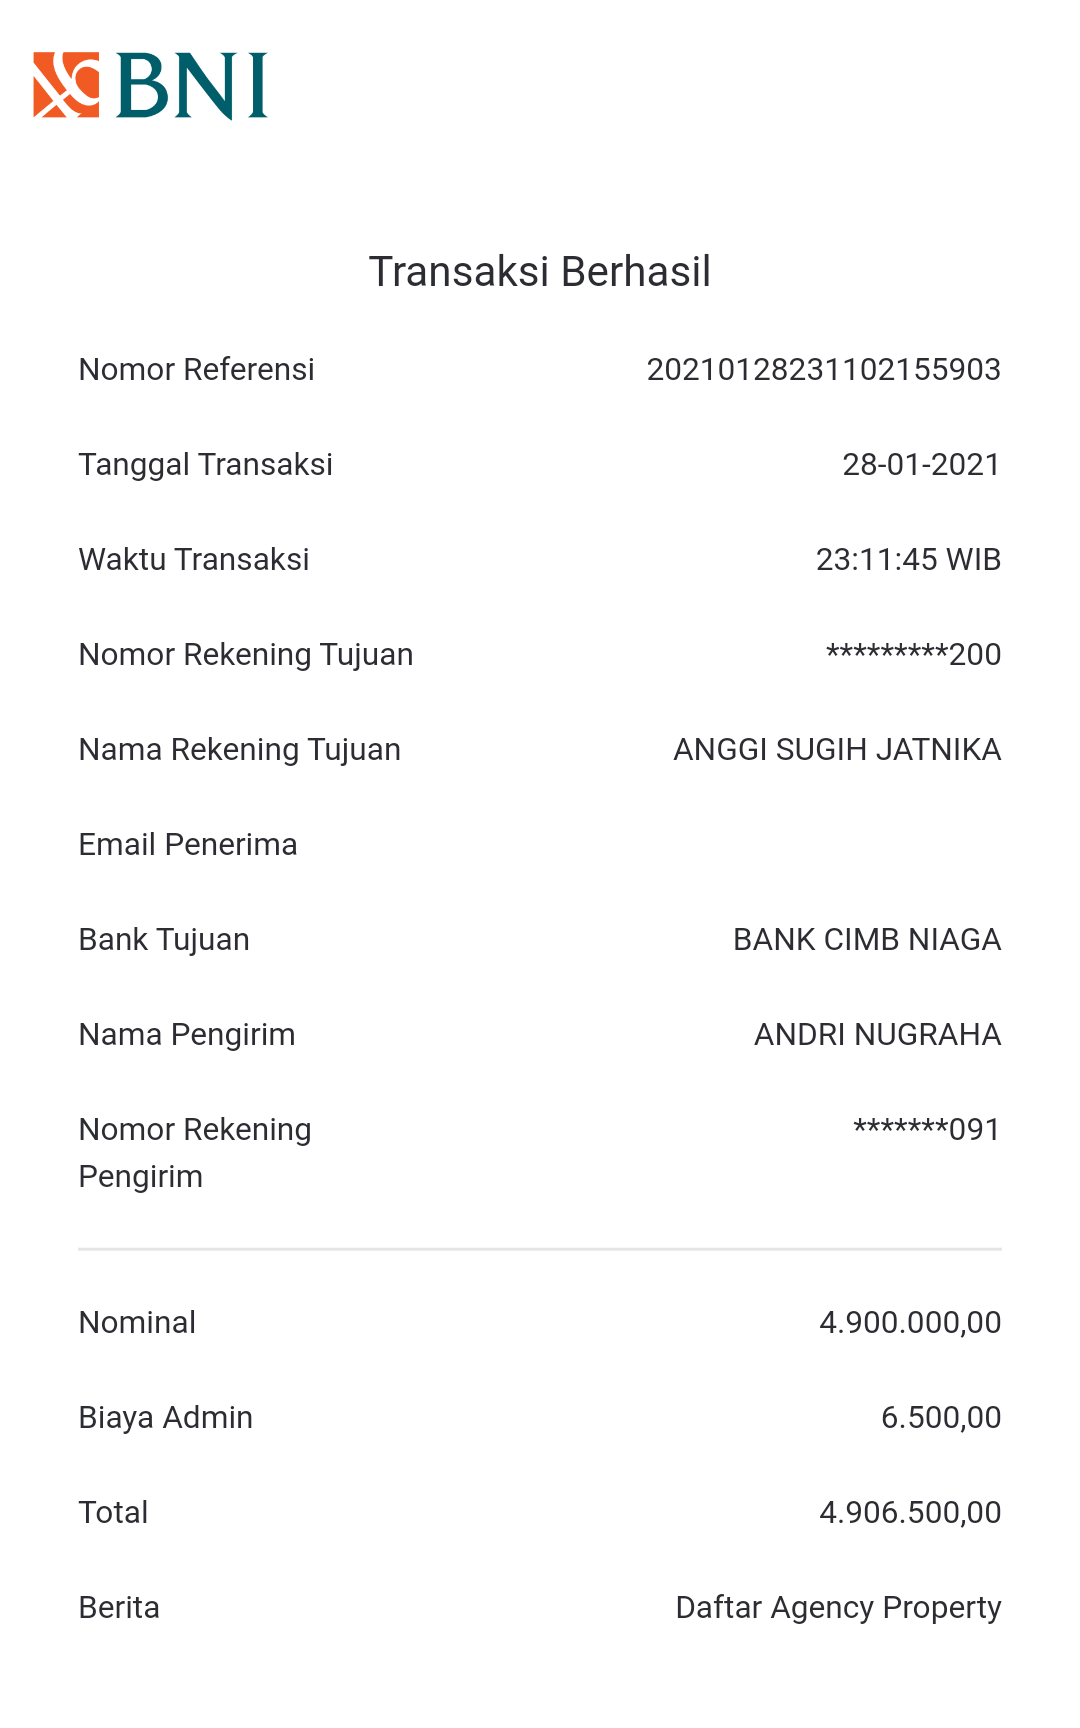 BNI
Transaksi Berhasil
Nomor Referensi 20210128231102155903
Tanggal Transaksi 28-01-2021
Waktu Transaksi 23:11:45 WIB
Nomor Rekening Tujuan *********200
Nama Rekening Tujuan ANGGI SUGIH JATNIKA
Email Penerima
Bank Tujuan BANK CIMB NIAGA
Nama Pengirim ANDRI NUGRAHA
Nomor Rekening *******091
Pengirim
Nominal 4.900.000,00
Biaya Admin 6.500,00
Total 4.906.500,00
Berita Daftar Agency Property